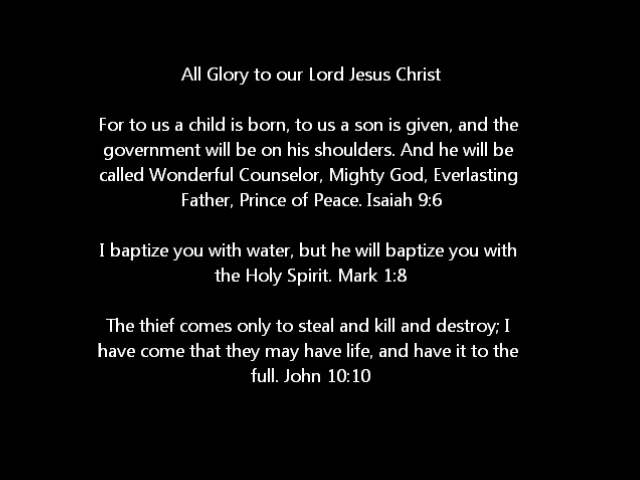 All Glory to our Lord Jesus Christ
For to us a child is born, to us a son is given, and the
government will be on his shoulders. And he will be
called Wonderful Counselor, Mighty God, Everlasting
Father, Prince of Peace. Isaiah 9:6
I baptize you with water, but he will baptize you with
the Holy Spirit. Mark 1:8
The thief comes only to steal and kill and destroy; I
have come that they may have life, and have it to the
full. John 10:10